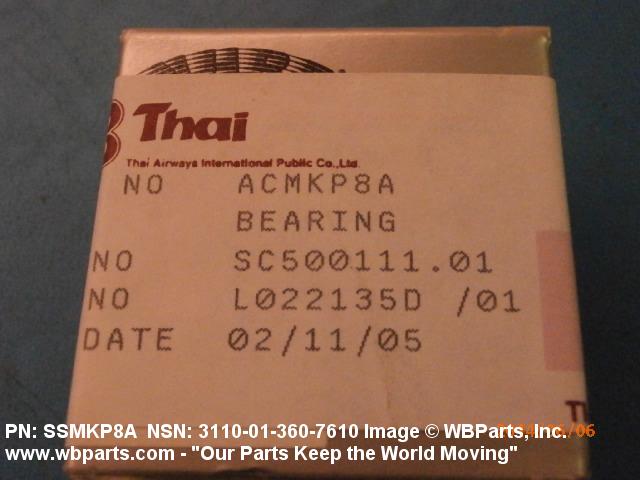 Thai
Thai Airways International Public Co.,Ltd.
NO ACMKP8A
BEARING
NO SC500111.01
NO L022135D /01
DATE 02/11/05
PN: SSMKP8A NSN: 3110-01-360-7610 Image © WBParts, Inc.
www.wbparts.com - "Our Parts Keep the World Moving"